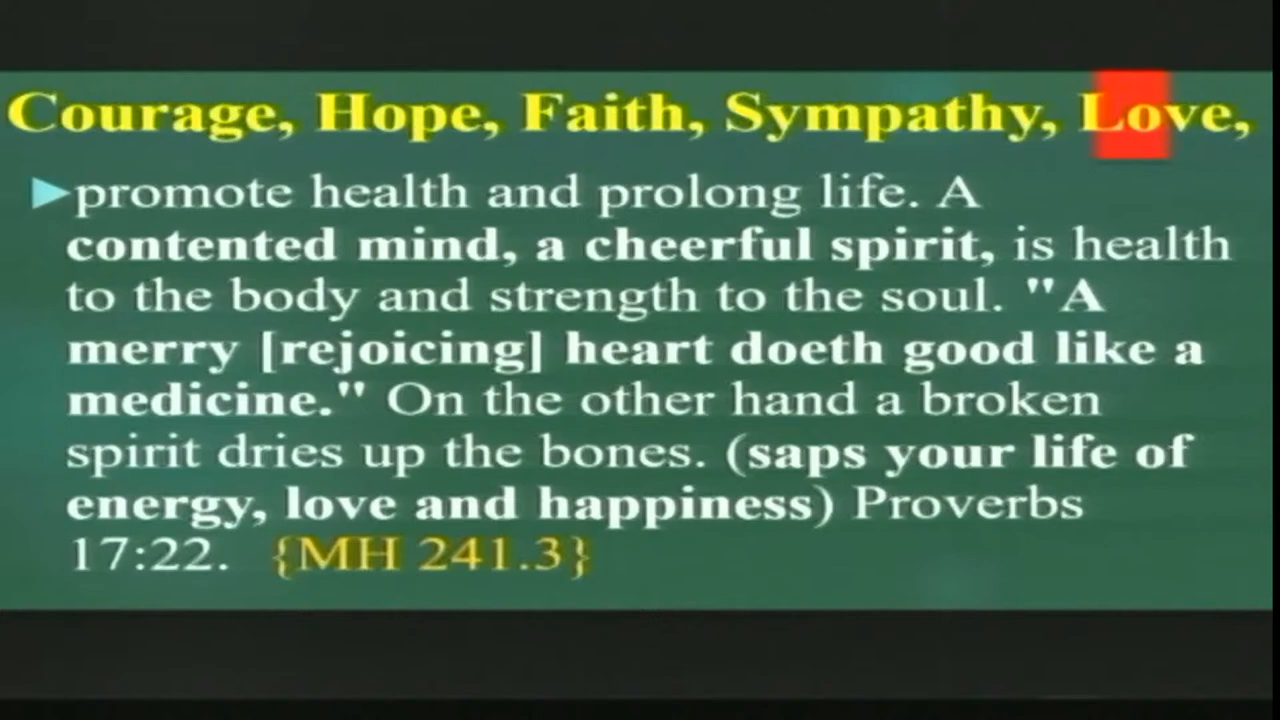 Courage, Hope, Faith, Sympathy, Love,
promote health and prolong life. A
contented mind, a cheerful spirit, is health
to the body and strength to the soul. "A
merry [rejoicing] heart doeth good like a
medicine." On the other hand a broken
spirit dries up the bones. (saps your life of
energy, love and happiness) Proverbs
17:22. {MH 241.3}